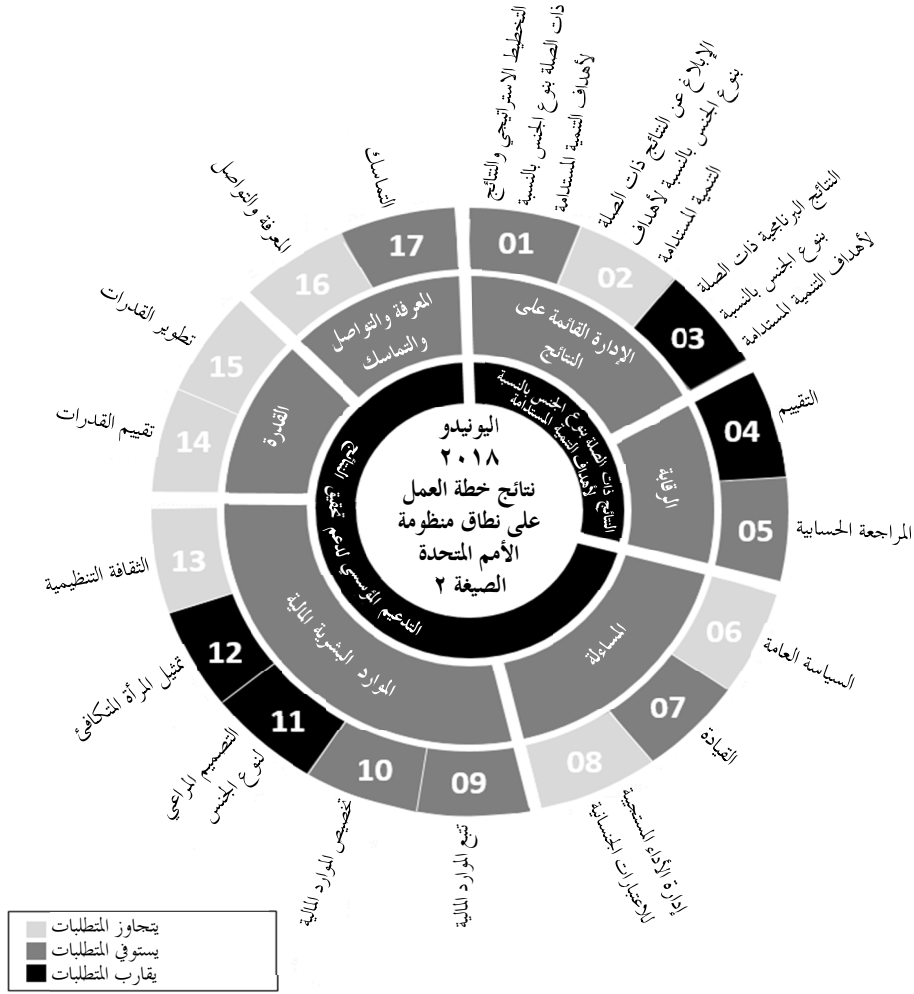 اليونيدو
٢٠١٨
نتائج خطة العمل
على نطاق منظومة
الأمم المتحدة
الصيغة ٢
النتائج ذات الصلة بنوع الجنس بالنسبة
لأهداف التنمية المستدامة
التدعيم المؤسسي لدعم تحقيق النتائج
الإدارة القائمة على
النتائج
الرقابة
المساءلة
الموارد البشرية المالية
القدرة
المعرفة والتواصل
والتماسك
01
التخطيط الاستراتيجي والنتائج
ذات الصلة بنوع الجنس بالنسبة
لأهداف التنمية المستدامة
02
الإبلاغ عن النتائج ذات الصلة
بنوع الجنس بالنسبة لأهداف
التنمية المستدامة
03
النتائج البرنامجية ذات الصلة
بنوع الجنس بالنسبة
لأهداف التنمية المستدامة
04
التقييم
05
المراجعة الحسابية
06
السياسة العامة
07
القيادة
08
إدارة الأداء المستجيبة
للاعتبارات الجنسانية
09
تتبع الموارد المالية
10
تخصيص الموارد المالية
11
التصميم المراعي
لنوع الجنس
12
تمثيل المرأة المتكافئ
13
الثقافة التنظيمية
14
تقييم القدرات
15
تطوير القدرات
16
المعرفة والتواصل
17
التماسك
يتجاوز المتطلبات
يستوفي المتطلبات
يقارب المتطلبات